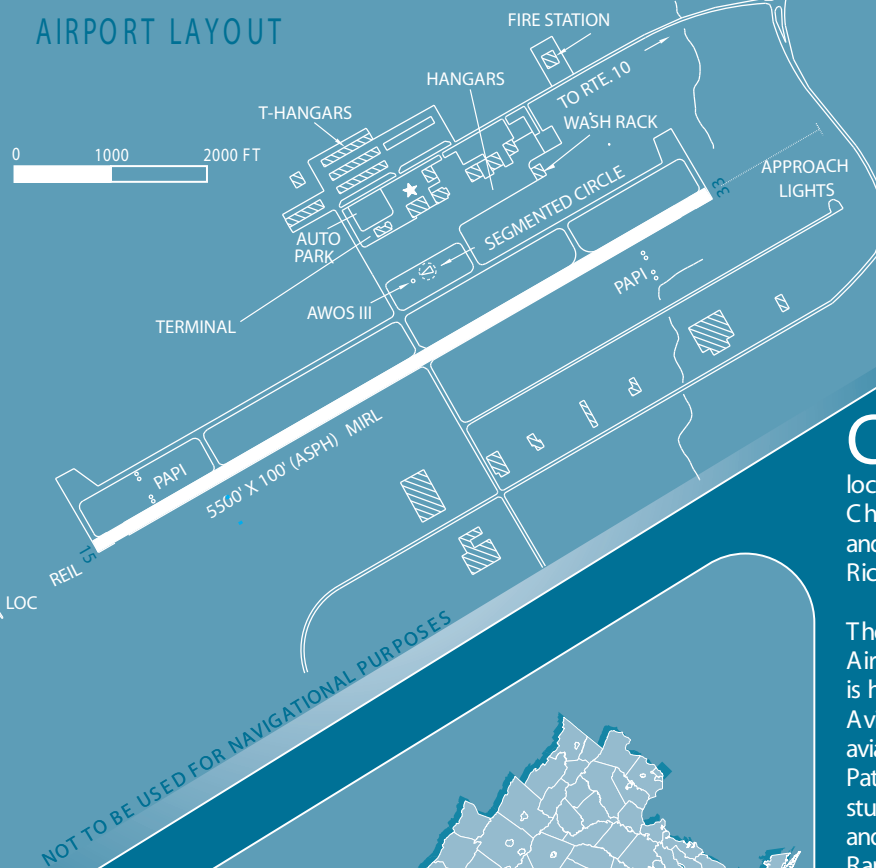 AIRPORT LAYOUT
FIRE STATION
HANGARS
TO RTE. 10
T-HANGARS
WASH RACK
0 1000 2000 FT
APPROACH
LIGHTS
33
SEGMENTED CIRCLE
AUTO
PARK
PAPI
AWOS III
TERMINAL
5500' X 100' (ASPH) MIRL
PAPI
15
REIL
LOC
NOT TO BE USED FOR NAVIGATIONAL PURPOSES
loc
Ch
and
Ric
The
Air
is h
Av
avia
Pat
stu
and